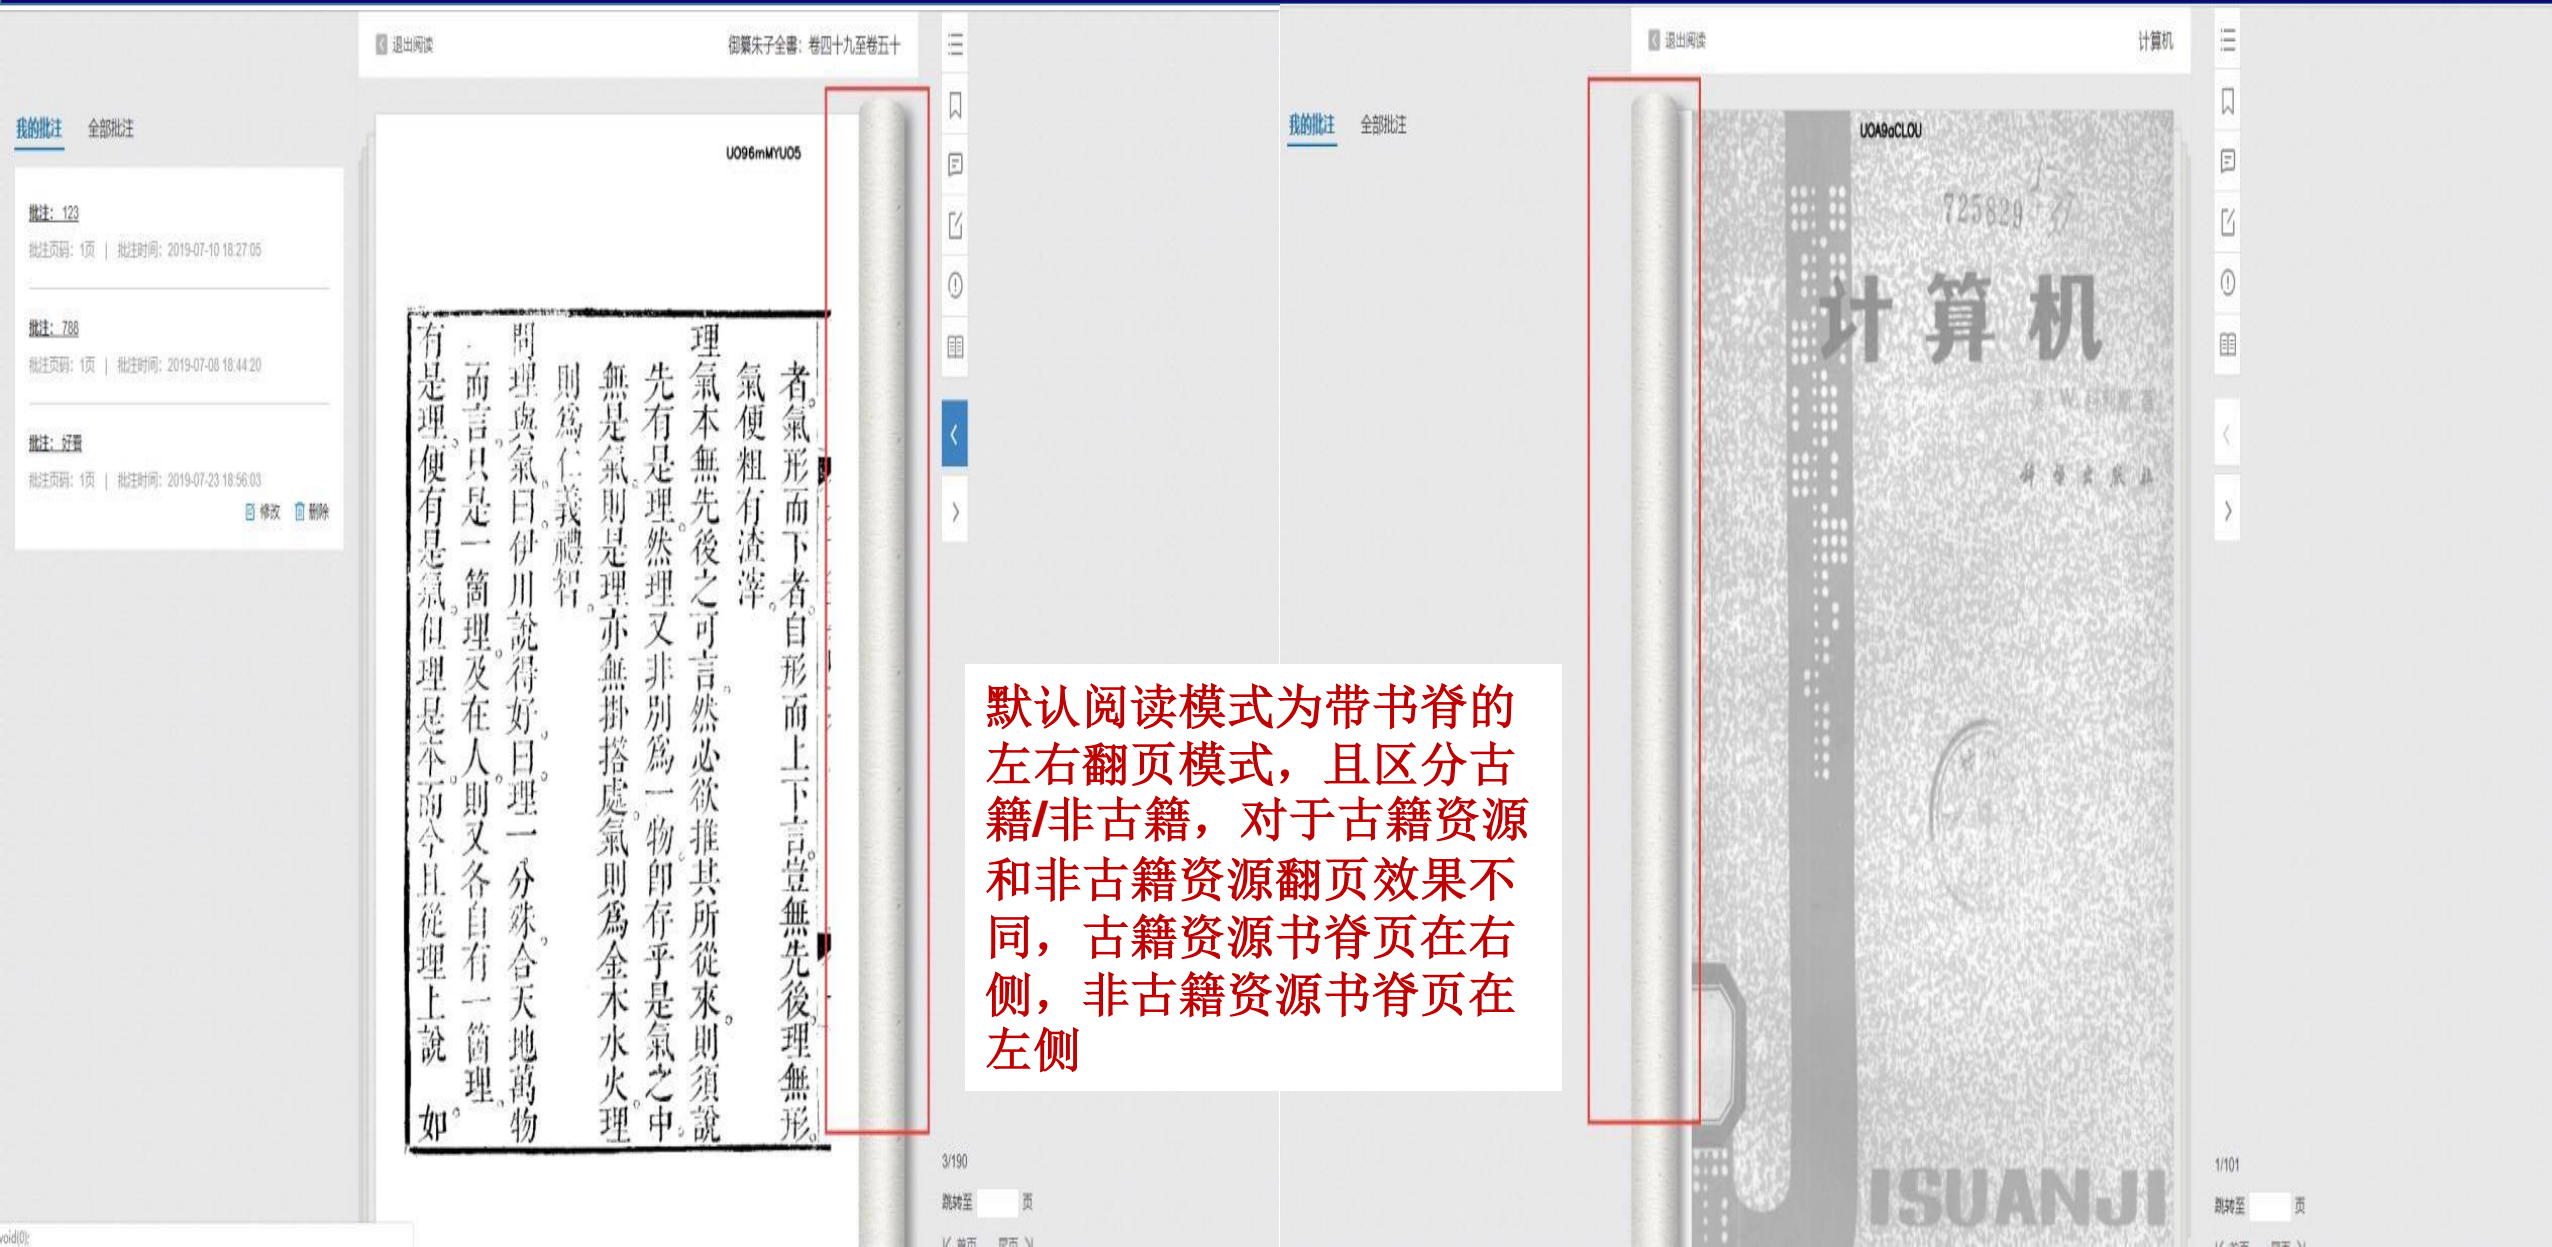 退出阅读
御纂朱子全書：卷四十九至卷五十
我的批注 全部批注
批注： 123
批注页码：1页 | 批注时间：2019-07-10 18:27:05
批注： 788
批注页码：1页 | 批注时间：2019-07-08 18:44:20
批注： 好看
批注页码：1页 | 批注时间：2019-07-23 18:56:03
修改 删除
void(0);
UO96mMYUO5
者。氣形而下者。自形而上下言。豈無先後。理無形。
氣便粗有渣滓。
理氣本無先後之可言。然必欲推其所從來。則須說
先有是理。然理又非別爲一物。卽存乎是氣之中。
無是氣。則是理亦無掛搭處。氣則爲金木水火。理
則爲仁義禮智。
問理與氣。曰。伊川說得好。曰。理一分殊。合天地萬物
而言。只是一箇理。及在人。則又各自有一箇理。
有是理。便有是氣。但理是本。而今且從理上說 如。
3/190
跳转至 页
首页 尾页
默认阅读模式为带书脊的
左右翻页模式，且区分古
籍/非古籍，对于古籍资源
和非古籍资源翻页效果不
同，古籍资源书脊页在右
侧，非古籍资源书脊页在
左侧
退出阅读
计算机
我的批注 全部批注
UOA9aCLOU
725829
计算机
科学出版社
ISUANJI
1/101
跳转至 页
首页 尾页